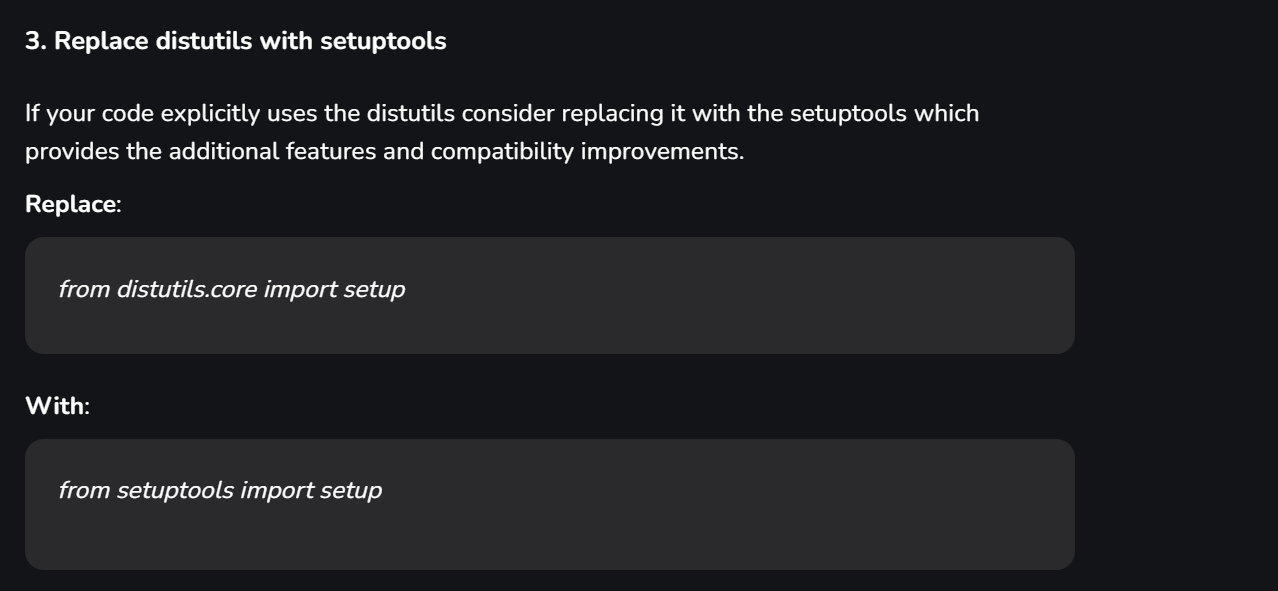 3. Replace distutils with setuptools
If your code explicitly uses the distutils consider replacing it with the setuptools which
provides the additional features and compatibility improvements.
Replace:
from distutils.core import setup
With:
from setuptools import setup